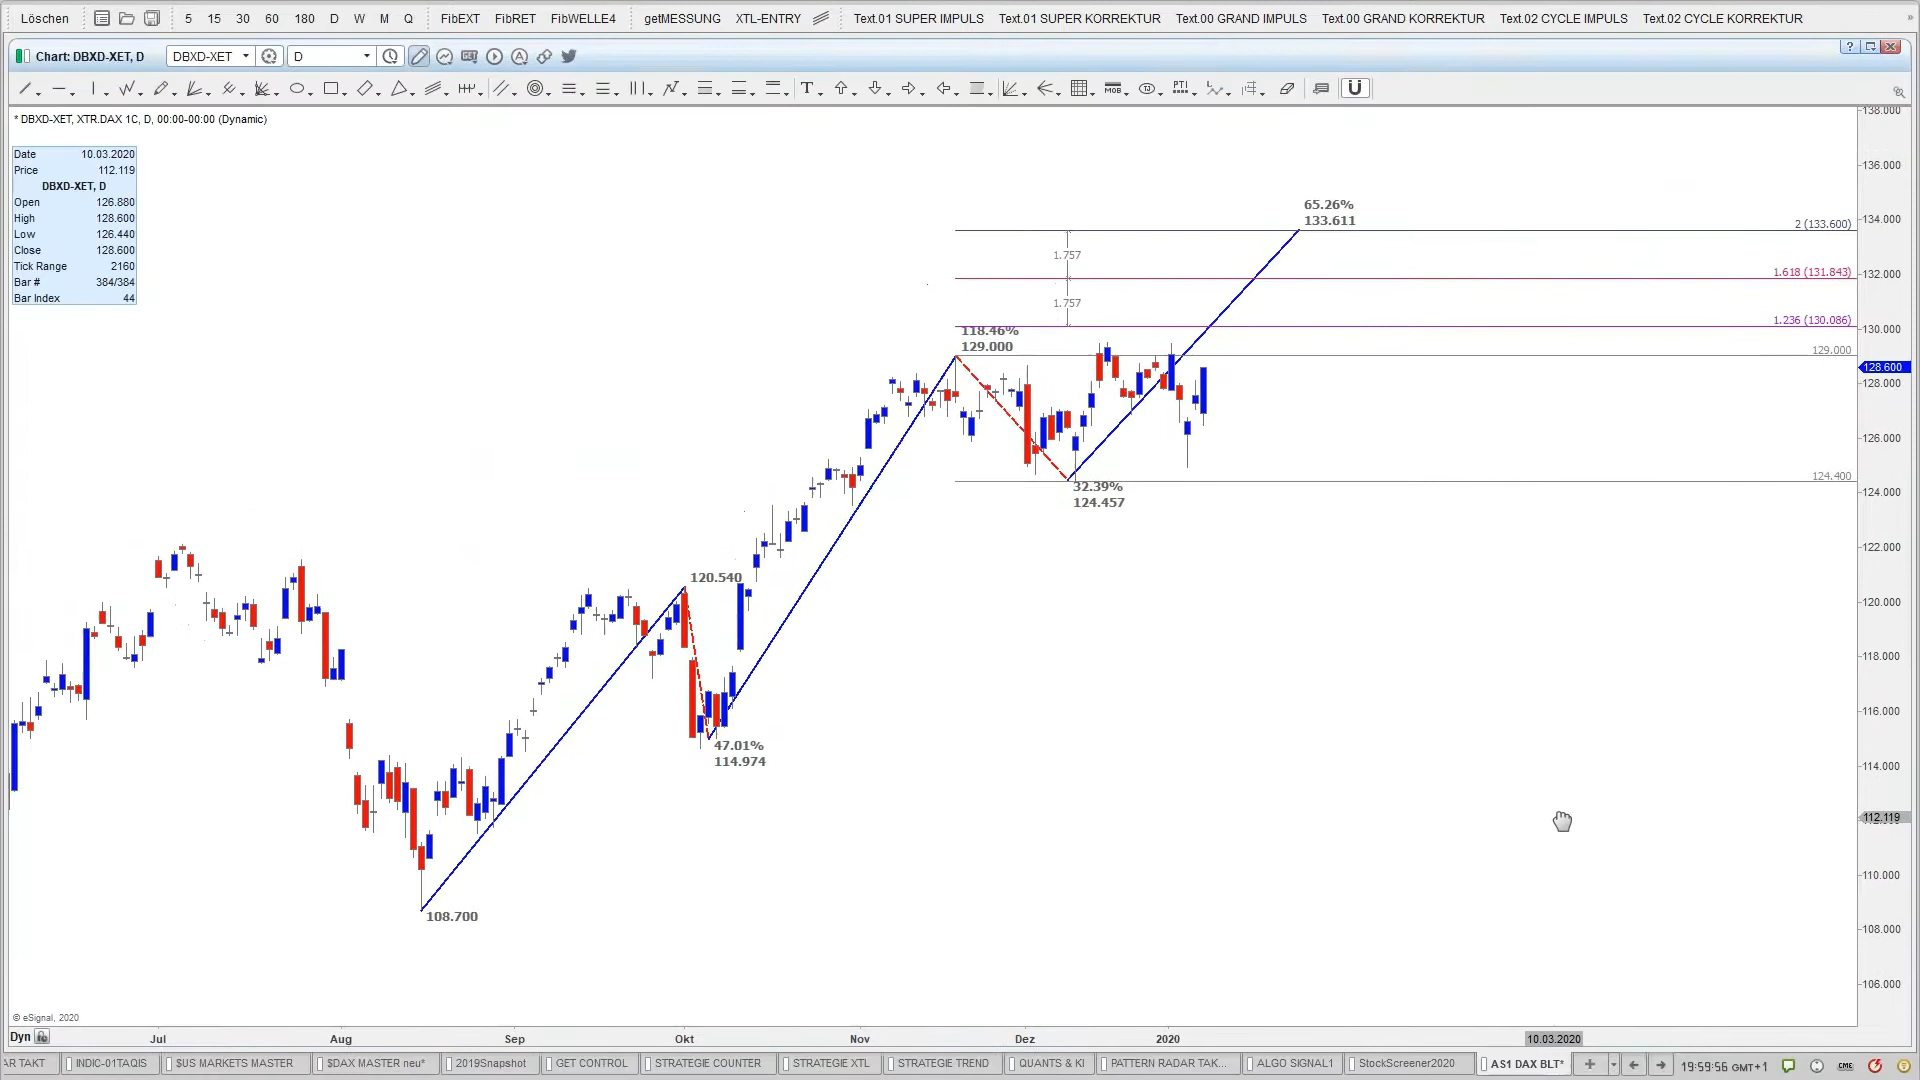 Löschen 5 15 30 60 180 D W M Q FibEXT FibRET FibWELLE4 getMESSUNG XTL-ENTRY Text.01 SUPER IMPULS Text.01 SUPER KORREKTUR Text.00 GRAND IMPULS Text.00 GRAND KORREKTUR Text.02 CYCLE IMPULS Text.02 CYCLE KORREKTUR
Chart: DBXD-XET, D DBXD-XET D
* DBXD-XET, XTR.DAX 1C, D, 00:00-00:00 (Dynamic)
Date 10.03.2020
Price 112.119
DBXD-XET, D
Open 126.880
High 128.600
Low 126.440
Close 128.600
Tick Range 2160
Bar # 384/384
Bar Index 44
138.000
136.000
134.000
132.000
130.000
128.600
128.000
126.000
124.000
122.000
120.000
118.000
116.000
114.000
112.119
110.000
108.000
106.000
65.26%
133.611
2 (133.600)
1.757
1.618 (131.843)
1.757
1.236 (130.086)
118.46%
129.000
129.000
124.400
32.39%
124.457
120.540
47.01%
114.974
108.700
© eSignal, 2020
Dyn Jul Aug Sep Okt Nov Dez 2020 10.03.2020
AR TAKT INDIC-01TAQIS $US MARKETS MASTER $DAX MASTER neu* 2019Snapshot GET CONTROL STRATEGIE COUNTER STRATEGIE XTL STRATEGIE TREND QUANTS & KI PATTERN RADAR TAK... ALGO SIGNAL1 StockScreener2020 AS1 DAX BLT* 19:59:56 GMT+1